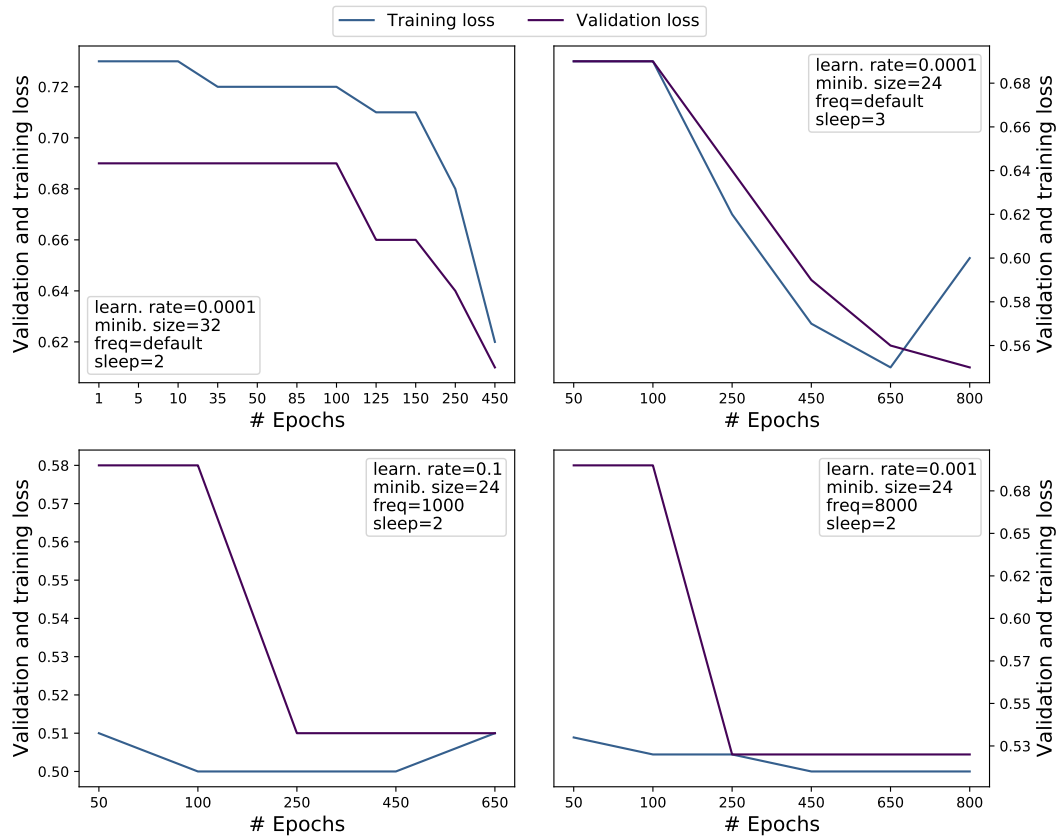 Training loss Validation loss
Validation and training loss
0.72
0.70
0.68
0.66
0.64
0.62
learn. rate=0.0001
minib. size=32
freq=default
sleep=2
1 5 10 35 50 85 100 125 150 250 450
# Epochs
learn. rate=0.0001
minib. size=24
freq=default
sleep=3
0.68
0.66
0.64
0.62
0.60
0.58
0.56
Validation and training loss
50 100 250 450 650 800
# Epochs
Validation and training loss
0.58
0.57
0.56
0.55
0.54
0.53
0.52
0.51
0.50
learn. rate=0.1
minib. size=24
freq=1000
sleep=2
50 100 250 450 650
# Epochs
learn. rate=0.001
minib. size=24
freq=8000
sleep=2
0.68
0.65
0.62
0.60
0.57
0.55
0.53
Validation and training loss
50 100 250 450 650 800
# Epochs